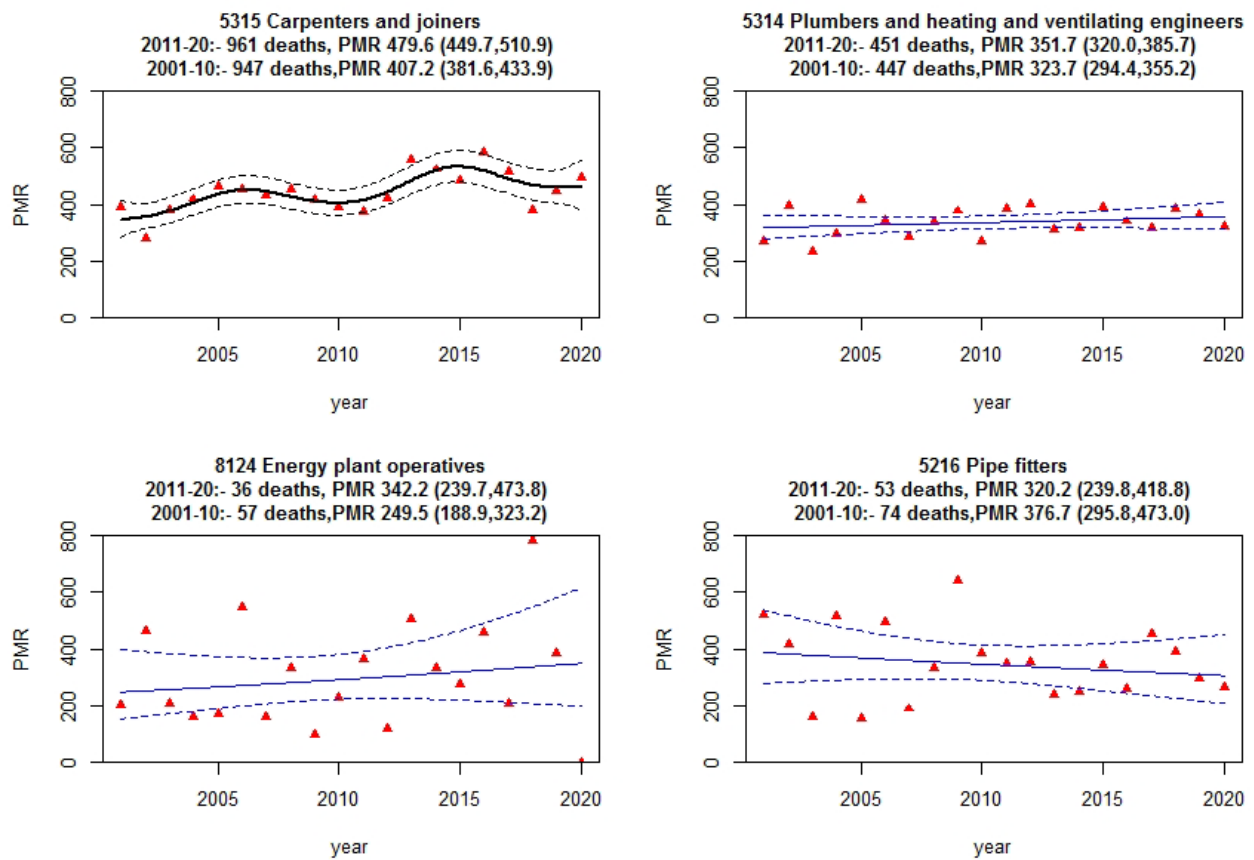 5315 Carpenters and joiners
2011-20:- 961 deaths, PMR 479.6 (449.7,510.9)
2001-10:- 947 deaths,PMR 407.2 (381.6,433.9)
800
600
400
200
0
PMR
2005 2010 2015 2020
year
5314 Plumbers and heating and ventilating engineers
2011-20:- 451 deaths, PMR 351.7 (320.0,385.7)
2001-10:- 447 deaths,PMR 323.7 (294.4,355.2)
800
600
400
200
0
PMR
2005 2010 2015 2020
year
8124 Energy plant operatives
2011-20:- 36 deaths, PMR 342.2 (239.7,473.8)
2001-10:- 57 deaths,PMR 249.5 (188.9,323.2)
800
600
400
200
0
PMR
2005 2010 2015 2020
year
5216 Pipe fitters
2011-20:- 53 deaths, PMR 320.2 (239.8,418.8)
2001-10:- 74 deaths,PMR 376.7 (295.8,473.0)
800
600
400
200
0
PMR
2005 2010 2015 2020
year